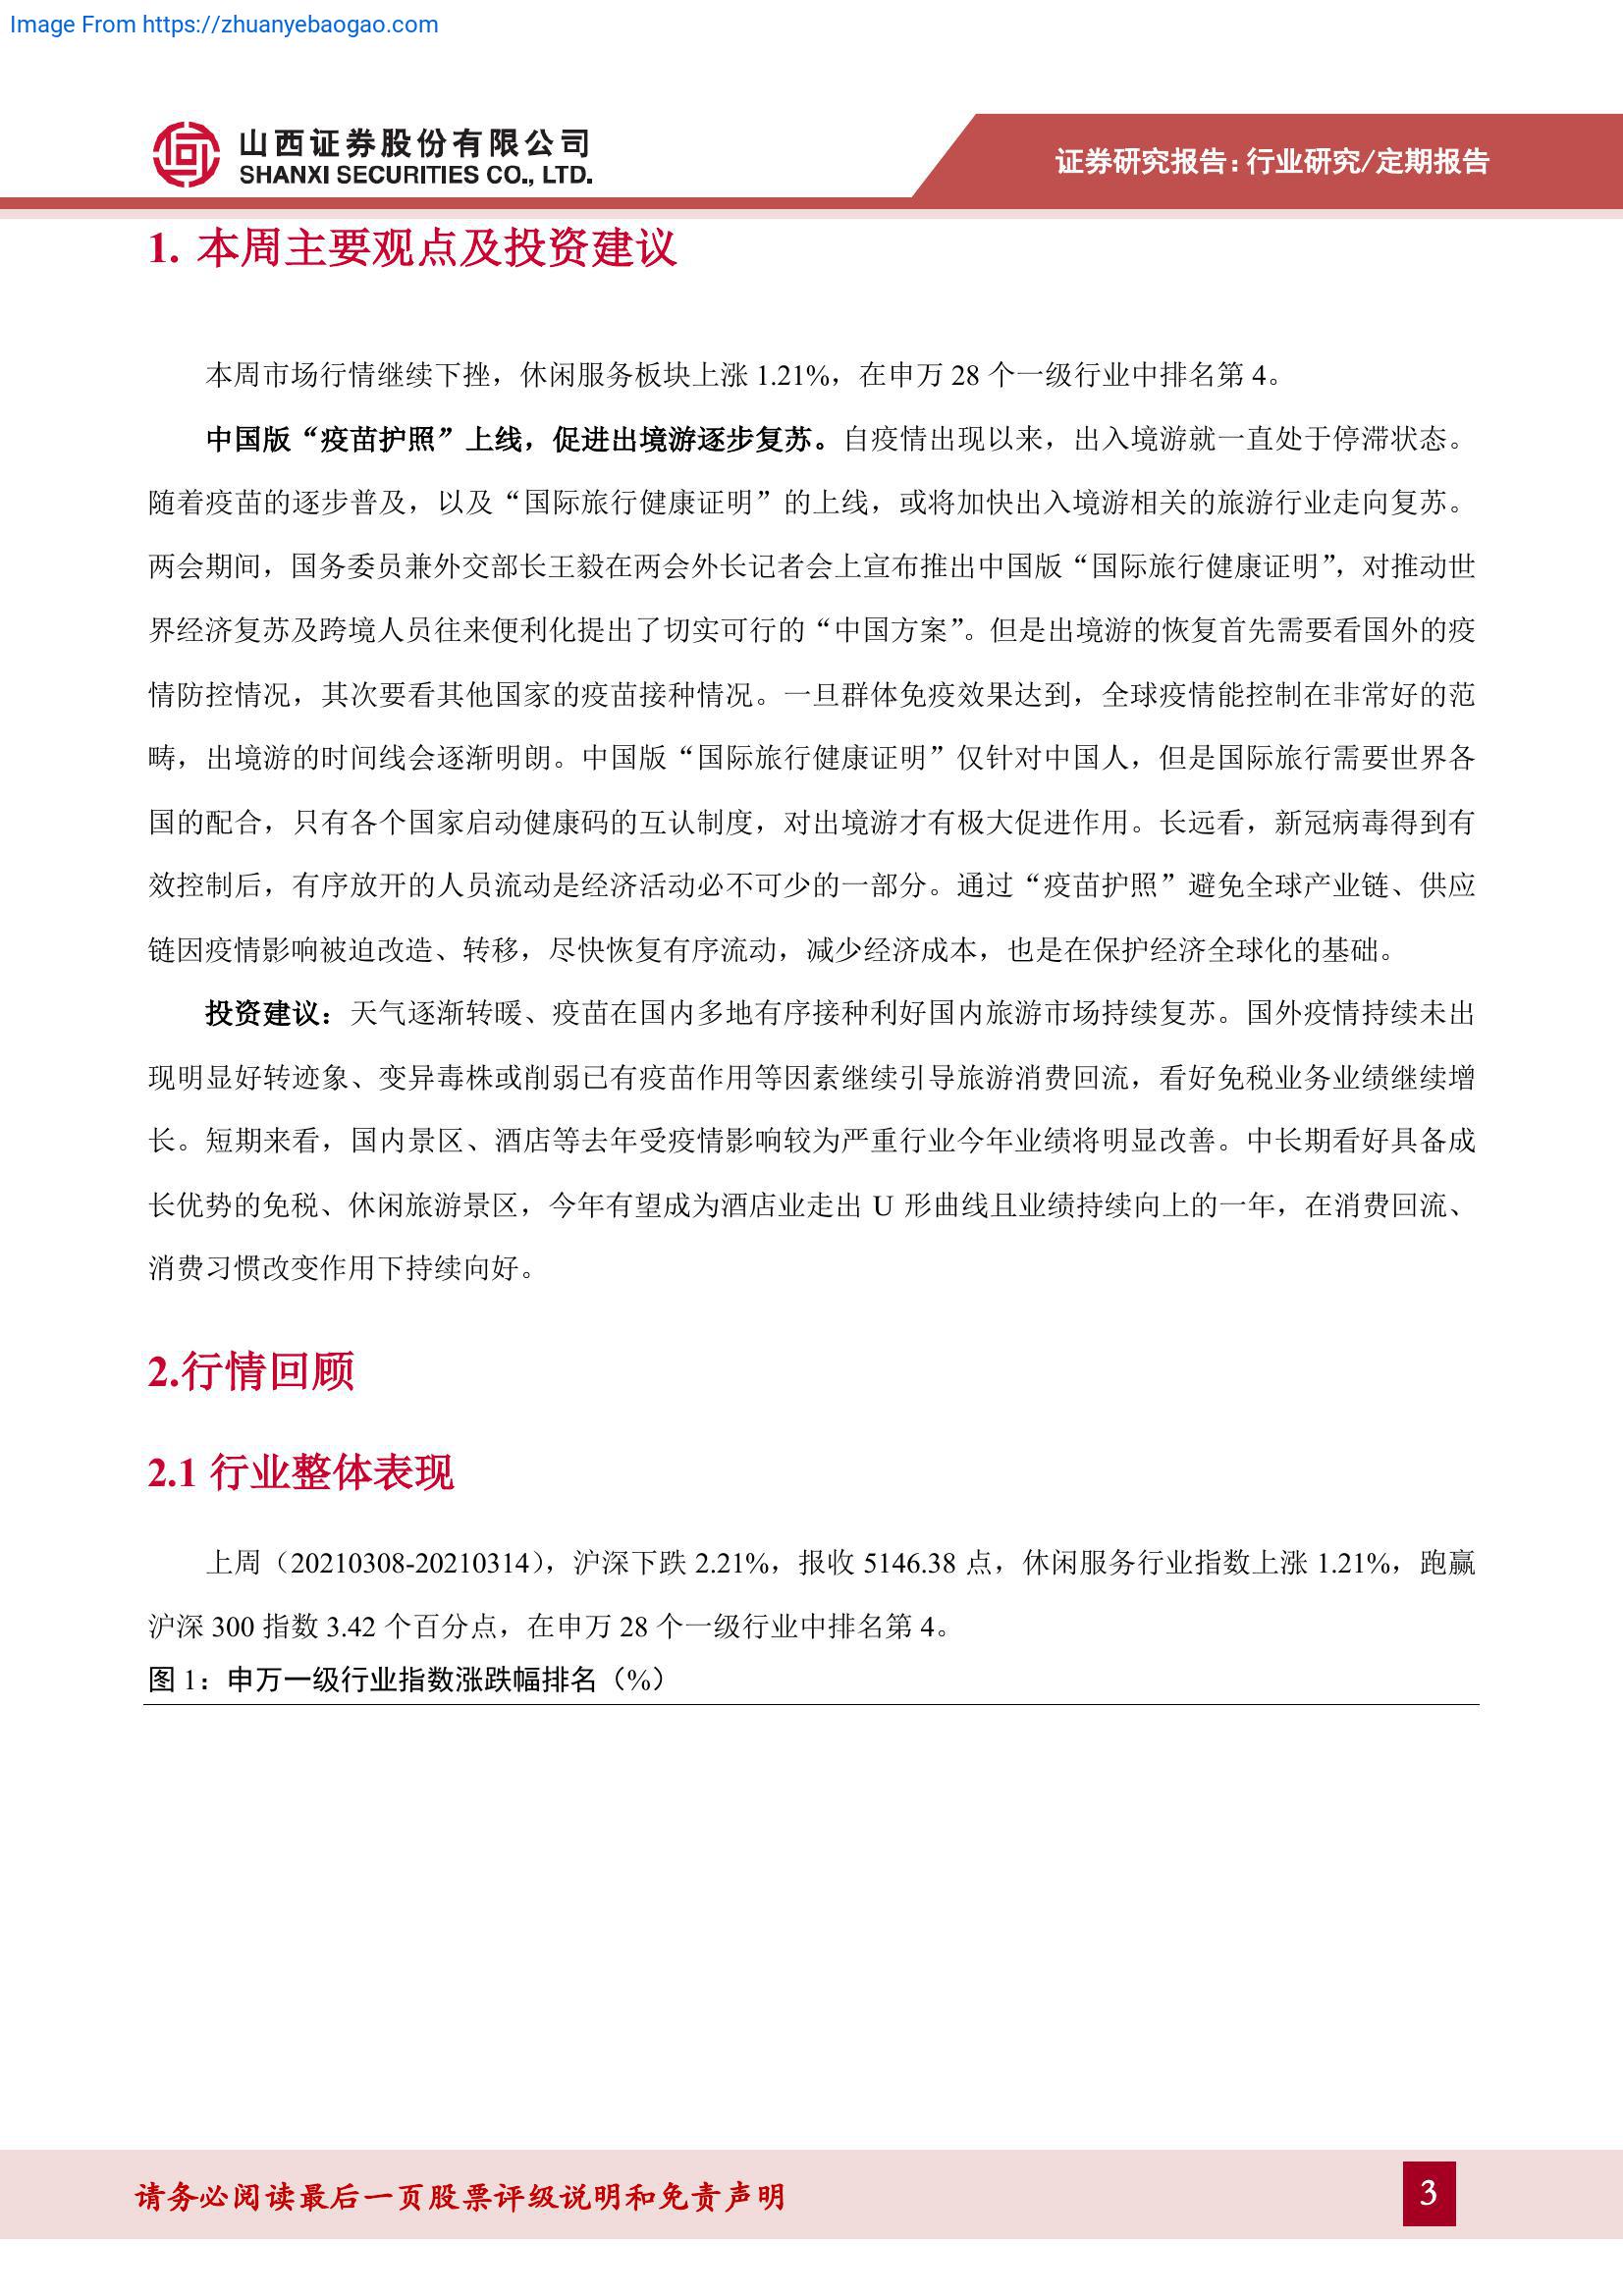 Image From https://zhuanyebaogao.com
山西证券股份有限公司
SHANXI SECURITIES CO., LTD.
证券研究报告：行业研究/定期报告
1. 本周主要观点及投资建议
本周市场行情继续下挫，休闲服务板块上涨 1.21%，在申万 28 个一级行业中排名第 4。
中国版“疫苗护照”上线，促进出境游逐步复苏。自疫情出现以来，出入境游就一直处于停滞状态。
随着疫苗的逐步普及，以及“国际旅行健康证明”的上线，或将加快出入境游相关的旅游行业走向复苏。
两会期间，国务委员兼外交部长王毅在两会外长记者会上宣布推出中国版“国际旅行健康证明”，对推动世
界经济复苏及跨境人员往来便利化提出了切实可行的“中国方案”。但是出境游的恢复首先需要看国外的疫
情防控情况，其次要看其他国家的疫苗接种情况。一旦群体免疫效果达到，全球疫情能控制在非常好的范
畴，出境游的时间线会逐渐明朗。中国版“国际旅行健康证明”仅针对中国人，但是国际旅行需要世界各
国的配合，只有各个国家启动健康码的互认制度，对出境游才有极大促进作用。长远看，新冠病毒得到有
效控制后，有序放开的人员流动是经济活动必不可少的一部分。通过“疫苗护照”避免全球产业链、供应
链因疫情影响被迫改造、转移，尽快恢复有序流动，减少经济成本，也是在保护经济全球化的基础。
投资建议：天气逐渐转暖、疫苗在国内多地有序接种利好国内旅游市场持续复苏。国外疫情持续未出
现明显好转迹象、变异毒株或削弱已有疫苗作用等因素继续引导旅游消费回流，看好免税业务业绩继续增
长。短期来看，国内景区、酒店等去年受疫情影响较为严重行业今年业绩将明显改善。中长期看好具备成
长优势的免税、休闲旅游景区，今年有望成为酒店业走出 U 形曲线且业绩持续向上的一年，在消费回流、
消费习惯改变作用下持续向好。
2.行情回顾
2.1 行业整体表现
上周（20210308-20210314），沪深下跌 2.21%，报收 5146.38 点，休闲服务行业指数上涨 1.21%，跑赢
沪深 300 指数 3.42 个百分点，在申万 28 个一级行业中排名第 4。
图 1：申万一级行业指数涨跌幅排名（%）
请务必阅读最后一页股票评级说明和免责声明
3